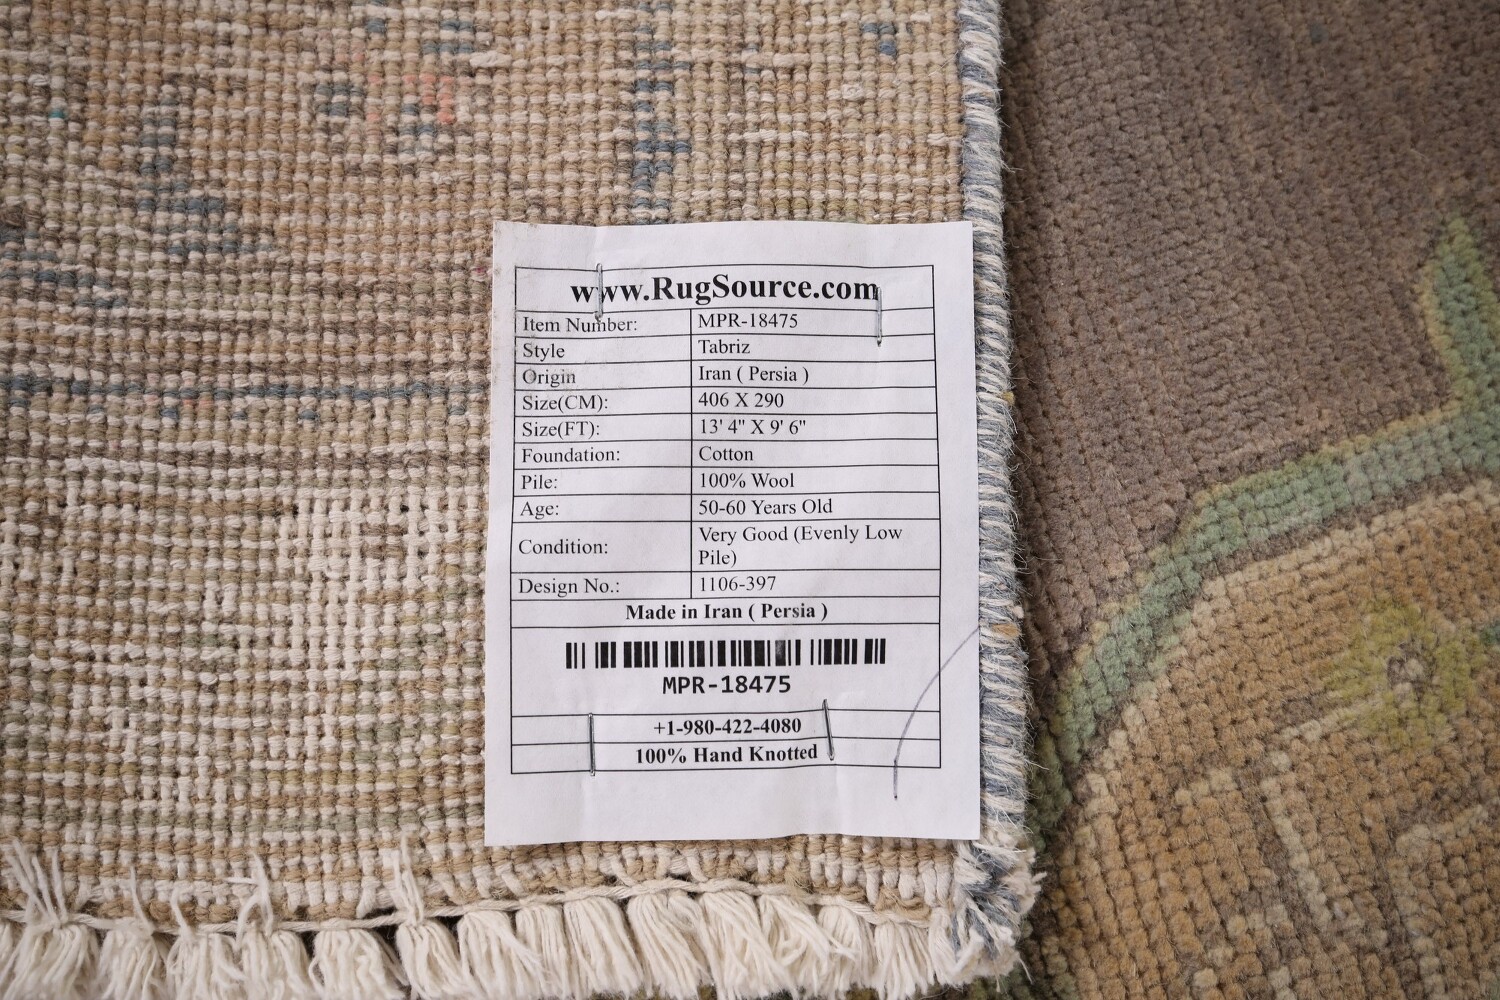 www.RugSource.com
Item Number: MPR-18475
Style Tabriz
Origin Iran ( Persia )
Size(CM): 406 X 290
Size(FT): 13' 4" X 9' 6"
Foundation: Cotton
Pile: 100% Wool
Age: 50-60 Years Old
Condition: Very Good (Evenly Low
Pile)
Design No.: 1106-397
Made in Iran ( Persia )
MPR-18475
+1-980-422-4080
100% Hand Knotted